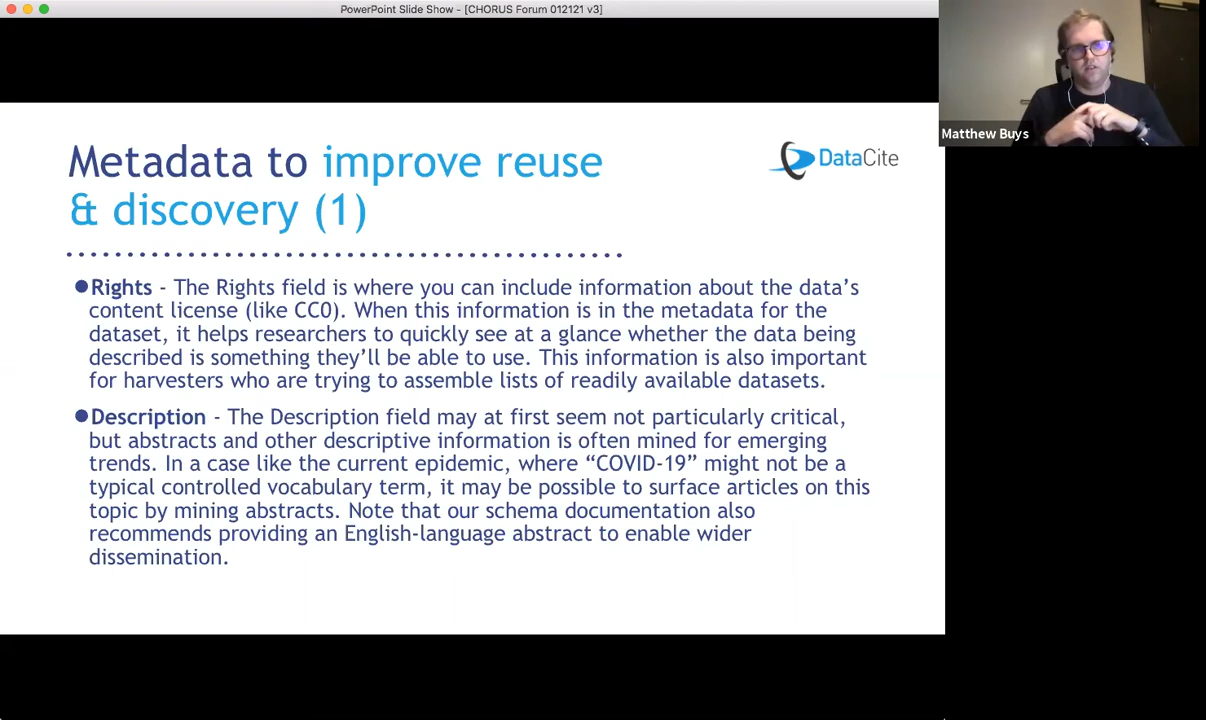 PowerPoint Slide Show - [CHORUS Forum 012121 v3]
Matthew Buys
Metadata to improve reuse
& discovery (1)
DataCite
●Rights - The Rights field is where you can include information about the data’s
content license (like CC0). When this information is in the metadata for the
dataset, it helps researchers to quickly see at a glance whether the data being
described is something they’ll be able to use. This information is also important
for harvesters who are trying to assemble lists of readily available datasets.
●Description - The Description field may at first seem not particularly critical,
but abstracts and other descriptive information is often mined for emerging
trends. In a case like the current epidemic, where “COVID-19” might not be a
typical controlled vocabulary term, it may be possible to surface articles on this
topic by mining abstracts. Note that our schema documentation also
recommends providing an English-language abstract to enable wider
dissemination.